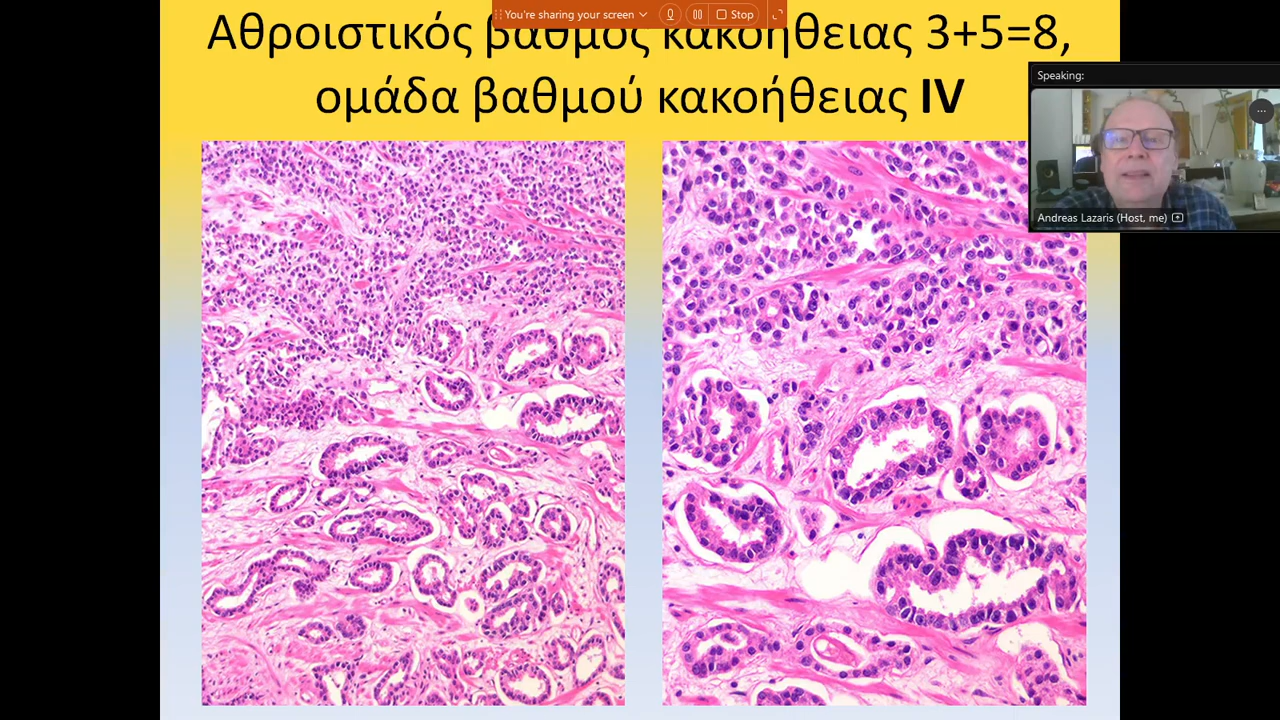 You're sharing your screen
Stop
Αθροιστικός βαθμός κακοήθειας 3+5=8,
ομάδα βαθμού κακοήθειας IV
Speaking:
Andreas Lazaris (Host, me)